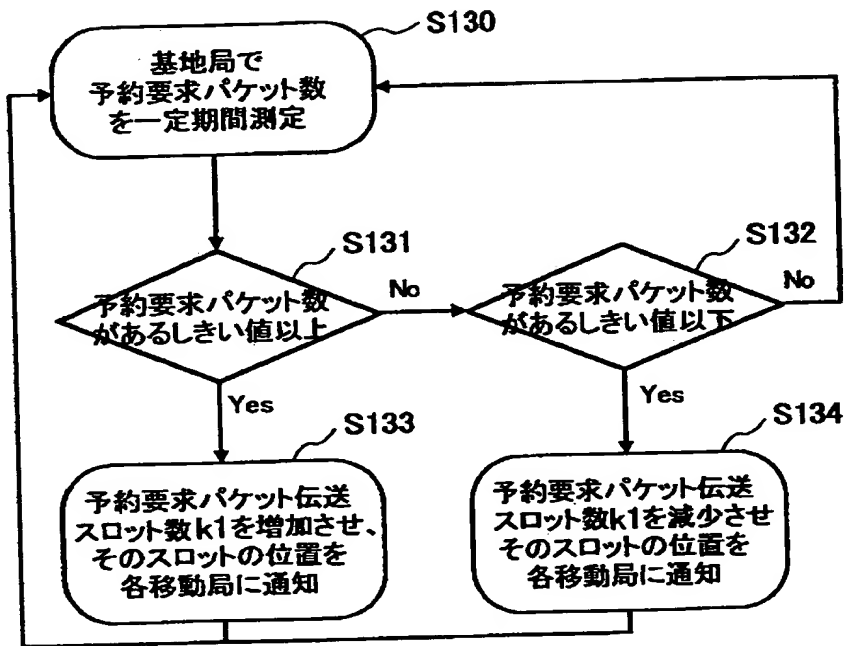 S130
基地局で
予約要求パケット数
を一定期間測定
S131
予約要求パケット数
があるしきい値以上
No
S132
予約要求パケット数
があるしきい値以下
No
Yes
S133
予約要求パケット伝送
スロット数k1を増加させ、
そのスロットの位置を
各移動局に通知
Yes
S134
予約要求パケット伝送
スロット数k1を減少させ
そのスロットの位置を
各移動局に通知